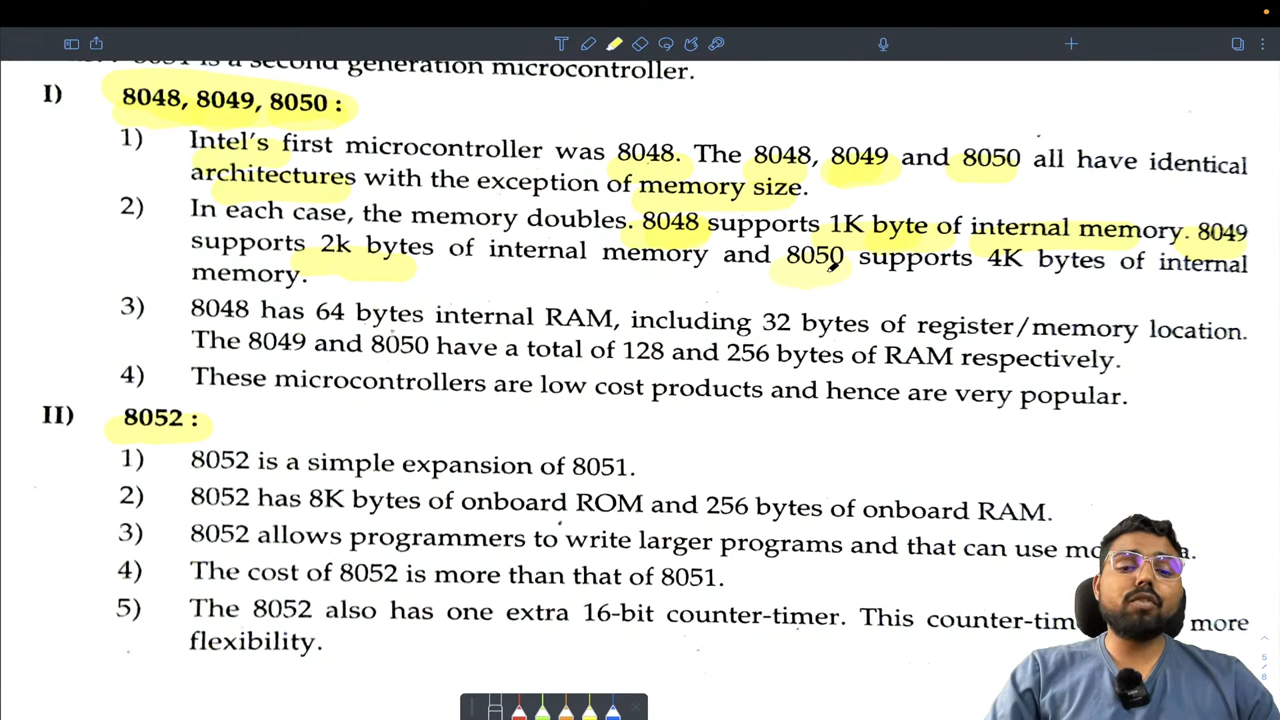 8051 is a second generation microcontroller.
I) 8048, 8049, 8050 :
1) Intel's first microcontroller was 8048. The 8048, 8049 and 8050 all have identical
architectures with the exception of memory size.
2) In each case, the memory doubles. 8048 supports 1K byte of internal memory. 8049
supports 2k bytes of internal memory and 8050 supports 4K bytes of internal
memory.
3) 8048 has 64 bytes internal RAM, including 32 bytes of register/memory location.
The 8049 and 8050 have a total of 128 and 256 bytes of RAM respectively.
4) These microcontrollers are low cost products and hence are very popular.
II) 8052 :
1) 8052 is a simple expansion of 8051.
2) 8052 has 8K bytes of onboard ROM and 256 bytes of onboard RAM.
3) 8052 allows programmers to write larger programs and that can use
4) The cost of 8052 is more than that of 8051.
5) The 8052 also has one extra 16-bit counter-timer. This more
flexibility.
5/8